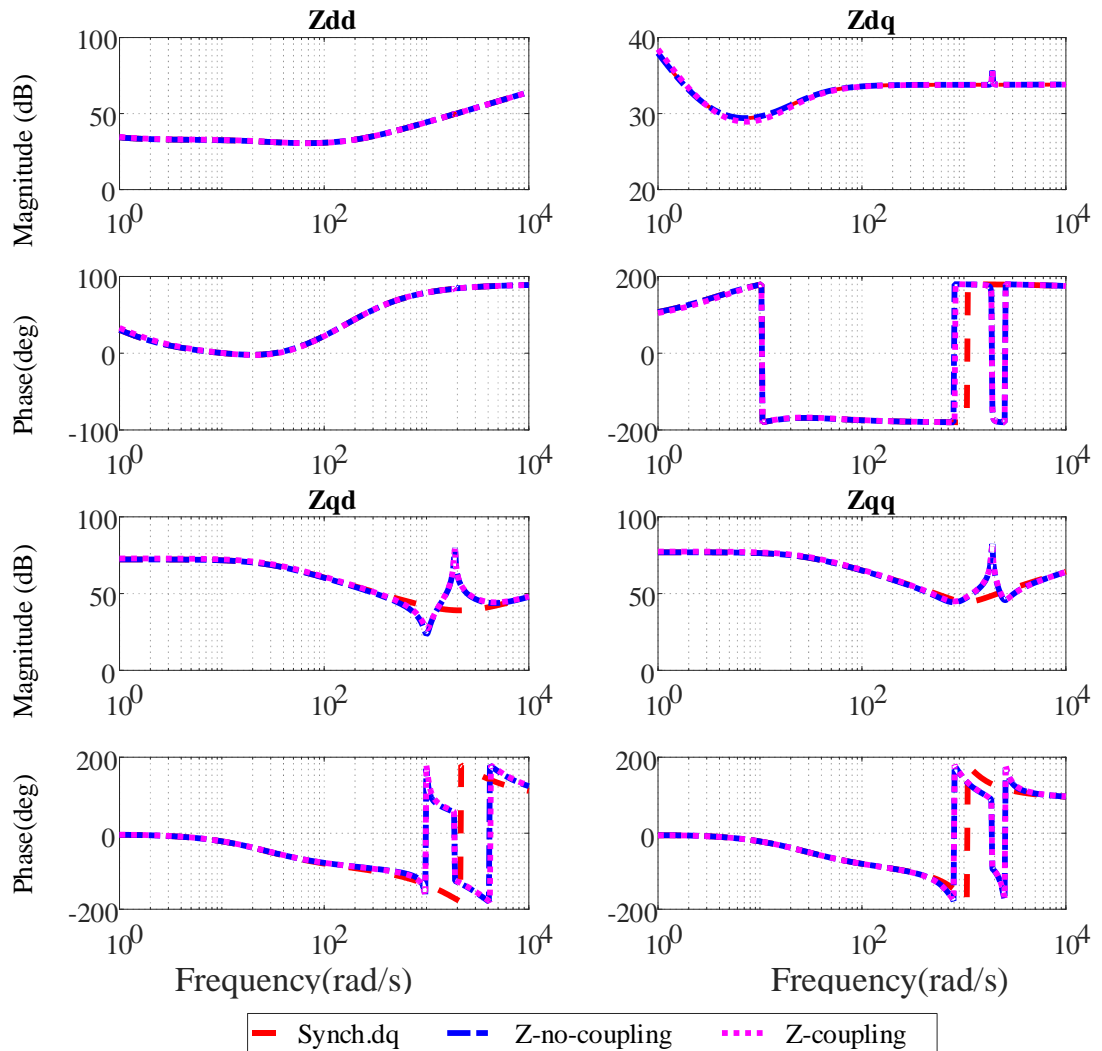 Zdd Zdq
Magnitude (dB)
100 50 0
10^0 10^2 10^4
40 30 20
10^0 10^2 10^4
Phase(deg)
100 0 -100
10^0 10^2 10^4
200 0 -200
10^0 10^2 10^4
Zqd Zqq
Magnitude (dB)
100 50 0
10^0 10^2 10^4
100 50 0
10^0 10^2 10^4
Phase(deg)
200 0 -200
10^0 10^2 10^4
200 0 -200
10^0 10^2 10^4
Frequency(rad/s) Frequency(rad/s)
Synch.dq Z-no-coupling Z-coupling